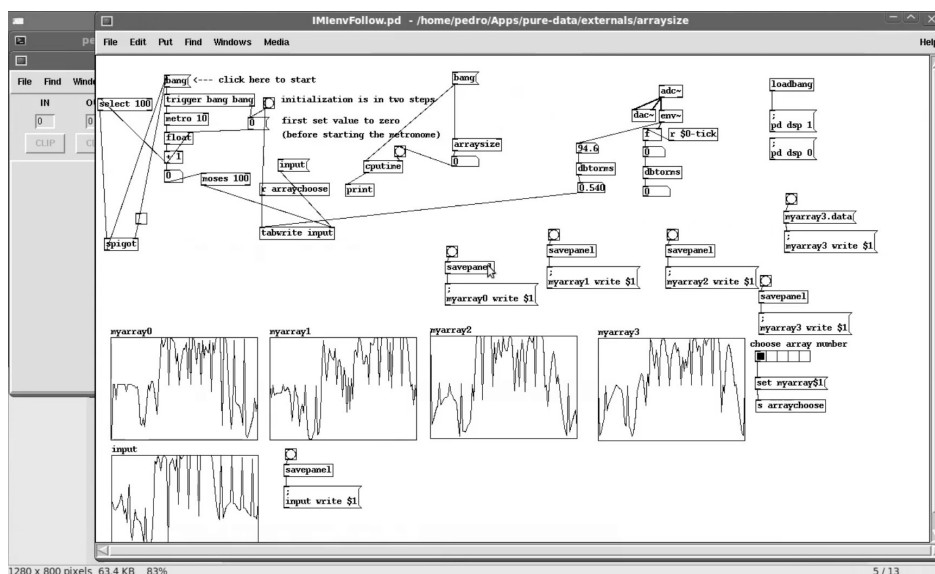 IMIenvFollow.pd - /home/pedro/Apps/pure-data/externals/arraysize
pe
File Edit Put Find Windows Media Help
File Find Windo
IN OU
0 0
CLIP CL
bang <--- click here to start
select 100
trigger bang bang
initialization is in two steps
metro 10
0
first set value to zero
(before starting the metronome)
float
+ 1
0
moses 100
input
r arraychoose
spigot
tabwrite input
bang
arraysize
0
cputime
print
adc~
dac~
env~
94.6
f
r $0-tick
0
dbtorms
dbtorms
0.540
0
loadbang
;
pd dsp 1
;
pd dsp 0
myarray3.data
;
myarray3 write $1
savepanel
;
myarray0 write $1
savepanel
;
myarray1 write $1
savepanel
;
myarray2 write $1
savepanel
;
myarray3 write $1
myarray0
myarray1
myarray2
myarray3
choose array number
set myarray$1
s arraychoose
input
savepanel
;
input write $1
1280 x 800 pixels 63.4 KB 83%
5 / 13